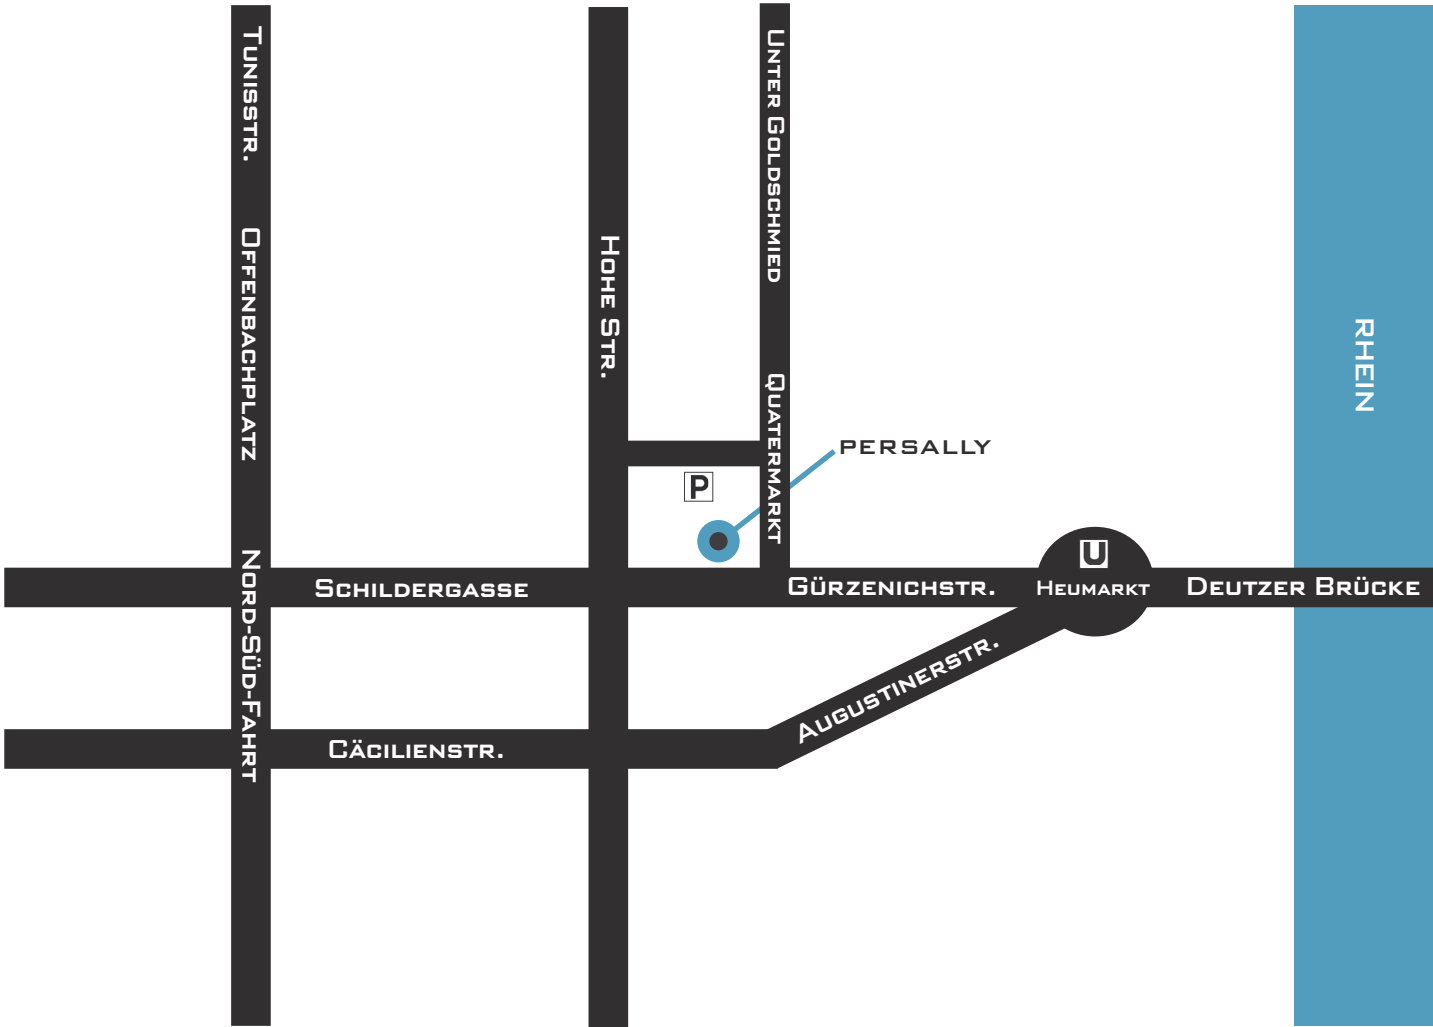 Tunisstr.
Offenbachplatz
Nord-Süd-Fahrt
Hohe Str.
Unter Goldschmied
Quatermarkt
RHEIN
PERSALLY
P
U
Schildergasse
Gürzenichstr.
Heumarkt
Deutzer Brücke
Augustinerstr.
Cäcilienstr.